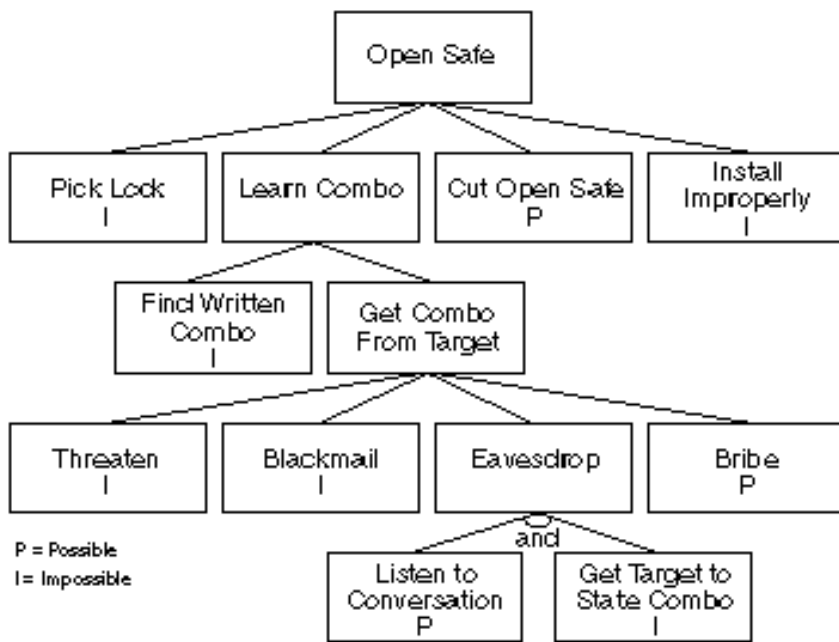 Open Safe
Pick Lock
I
Learn Combo
Cut Open Safe
P
Install
Improperly
I
Find Written
Combo
I
Get Combo
From Target
Threaten
I
Blackmail
I
Eavesdrop
Bribe
P
and
Listen to
Conversation
P
Get Target to
State Combo
I
P = Possible
I = Impossible